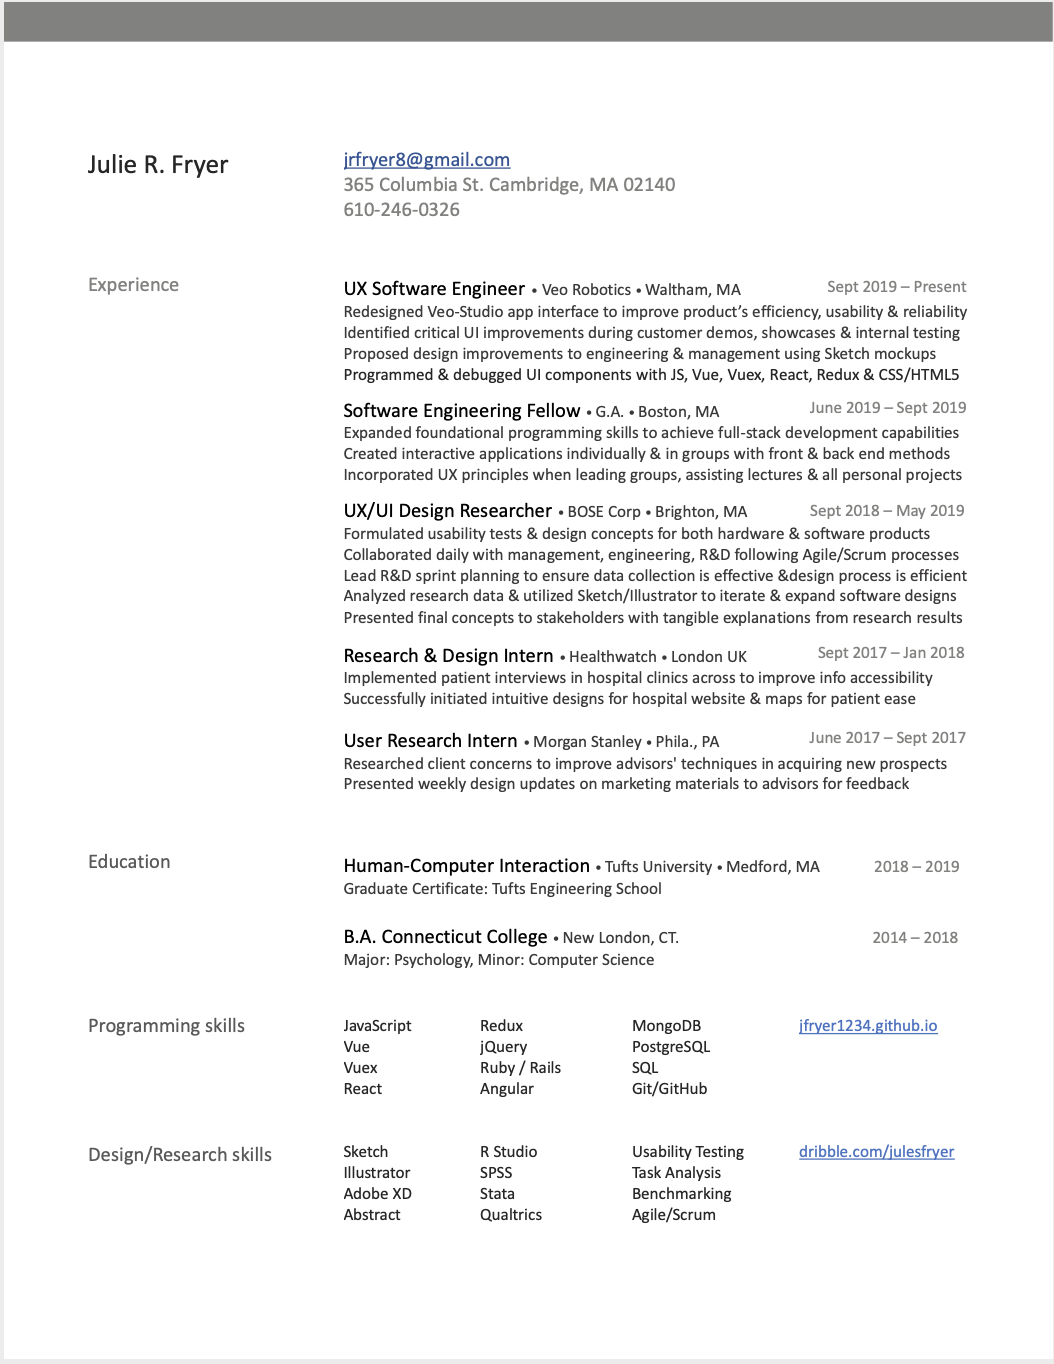 Julie R. Fryer
jrfryer8@gmail.com
365 Columbia St. Cambridge, MA 02140
610-246-0326
Experience
UX Software Engineer • Veo Robotics • Waltham, MA Sept 2019 – Present
Redesigned Veo-Studio app interface to improve product’s efficiency, usability & reliability
Identified critical UI improvements during customer demos, showcases & internal testing
Proposed design improvements to engineering & management using Sketch mockups
Programmed & debugged UI components with JS, Vue, Vuex, React, Redux & CSS/HTML5
Software Engineering Fellow • G.A. • Boston, MA June 2019 – Sept 2019
Expanded foundational programming skills to achieve full-stack development capabilities
Created interactive applications individually & in groups with front & back end methods
Incorporated UX principles when leading groups, assisting lectures & all personal projects
UX/UI Design Researcher • BOSE Corp • Brighton, MA Sept 2018 – May 2019
Formulated usability tests & design concepts for both hardware & software products
Collaborated daily with management, engineering, R&D following Agile/Scrum processes
Lead R&D sprint planning to ensure data collection is effective &design process is efficient
Analyzed research data & utilized Sketch/Illustrator to iterate & expand software designs
Presented final concepts to stakeholders with tangible explanations from research results
Research & Design Intern • Healthwatch • London UK Sept 2017 – Jan 2018
Implemented patient interviews in hospital clinics across to improve info accessibility
Successfully initiated intuitive designs for hospital website & maps for patient ease
User Research Intern • Morgan Stanley • Phila., PA June 2017 – Sept 2017
Researched client concerns to improve advisors' techniques in acquiring new prospects
Presented weekly design updates on marketing materials to advisors for feedback
Education
Human-Computer Interaction • Tufts University • Medford, MA 2018 – 2019
Graduate Certificate: Tufts Engineering School
B.A. Connecticut College • New London, CT. 2014 – 2018
Major: Psychology, Minor: Computer Science
Programming skills
JavaScript Redux MongoDB jfryer1234.github.io
Vue jQuery PostgreSQL
Vuex Ruby / Rails SQL
React Angular Git/GitHub
Design/Research skills
Sketch R Studio Usability Testing dribble.com/julesfryer
Illustrator SPSS Task Analysis
Adobe XD Stata Benchmarking
Abstract Qualtrics Agile/Scrum